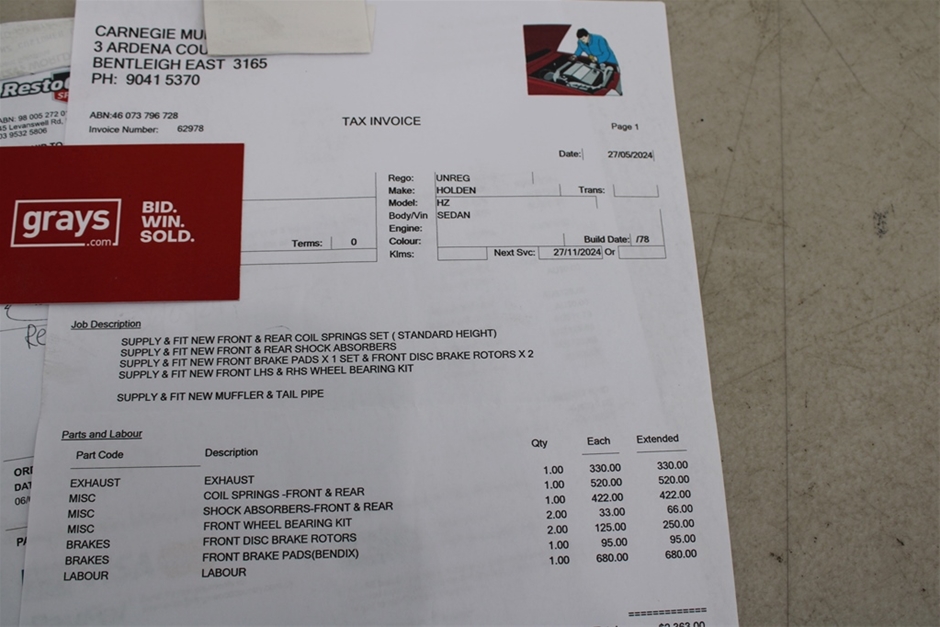 CARNEGIE MU
3 ARDENA COU
BENTLEIGH EAST 3165
PH: 9041 5370
ABN:46 073 796 728
Invoice Number: 62978
TAX INVOICE
Page 1
Date: 27/05/2024
Rego: UNREG
Make: HOLDEN Trans:
Model: HZ
Body/Vin SEDAN
Engine:
Colour: Build Date: /78
Klms: Next Svc: 27/11/2024 Or
Terms: 0
Resto
ABN: 98 005 272 0
45 Levanswell Rd,
03 9532 5806
grays
.com
BID.
WIN.
SOLD.
Re
Job Description
SUPPLY & FIT NEW FRONT & REAR COIL SPRINGS SET ( STANDARD HEIGHT)
SUPPLY & FIT NEW FRONT & REAR SHOCK ABSORBERS
SUPPLY & FIT NEW FRONT BRAKE PADS X 1 SET & FRONT DISC BRAKE ROTORS X 2
SUPPLY & FIT NEW FRONT LHS & RHS WHEEL BEARING KIT
SUPPLY & FIT NEW MUFFLER & TAIL PIPE
Parts and Labour
Part Code Description Qty Each Extended
EXHAUST EXHAUST 1.00 330.00 330.00
MISC COIL SPRINGS -FRONT & REAR 1.00 520.00 520.00
MISC SHOCK ABSORBERS-FRONT & REAR 1.00 422.00 422.00
MISC FRONT WHEEL BEARING KIT 2.00 33.00 66.00
BRAKES FRONT DISC BRAKE ROTORS 2.00 125.00 250.00
BRAKES FRONT BRAKE PADS(BENDIX) 1.00 95.00 95.00
LABOUR LABOUR 1.00 680.00 680.00
=============
$2,363.00
OR
DAT
06/
PA